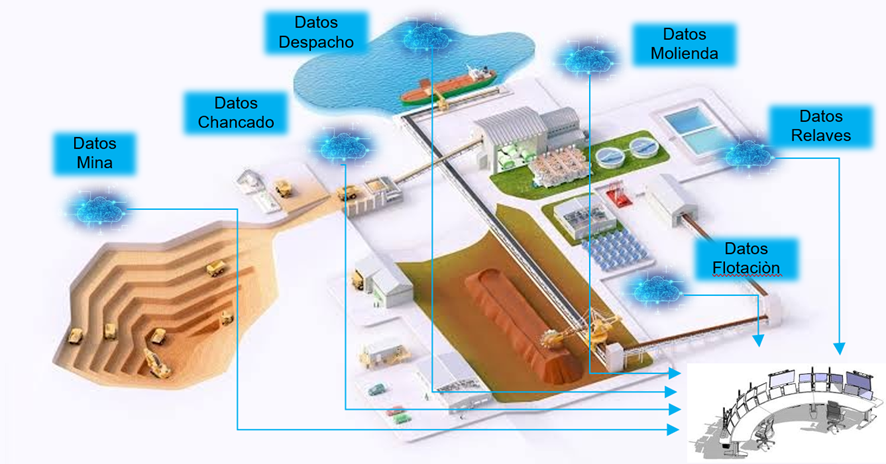 Datos
Despacho
Datos
Molienda
Datos
Chancado
Datos
Relaves
Datos
Mina
Datos
Flotaciòn